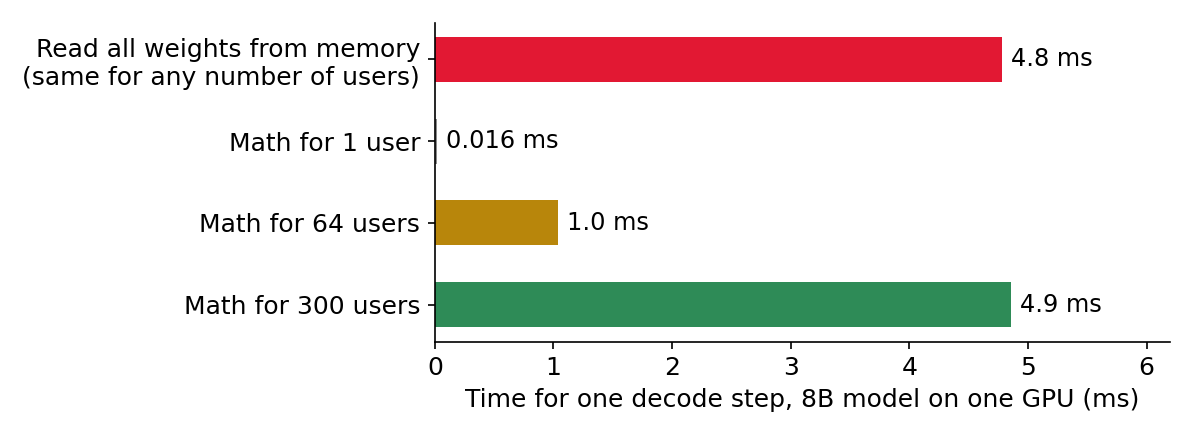 Read all weights from memory
(same for any number of users)
4.8 ms
Math for 1 user
0.016 ms
Math for 64 users
1.0 ms
Math for 300 users
4.9 ms
0 1 2 3 4 5 6
Time for one decode step, 8B model on one GPU (ms)